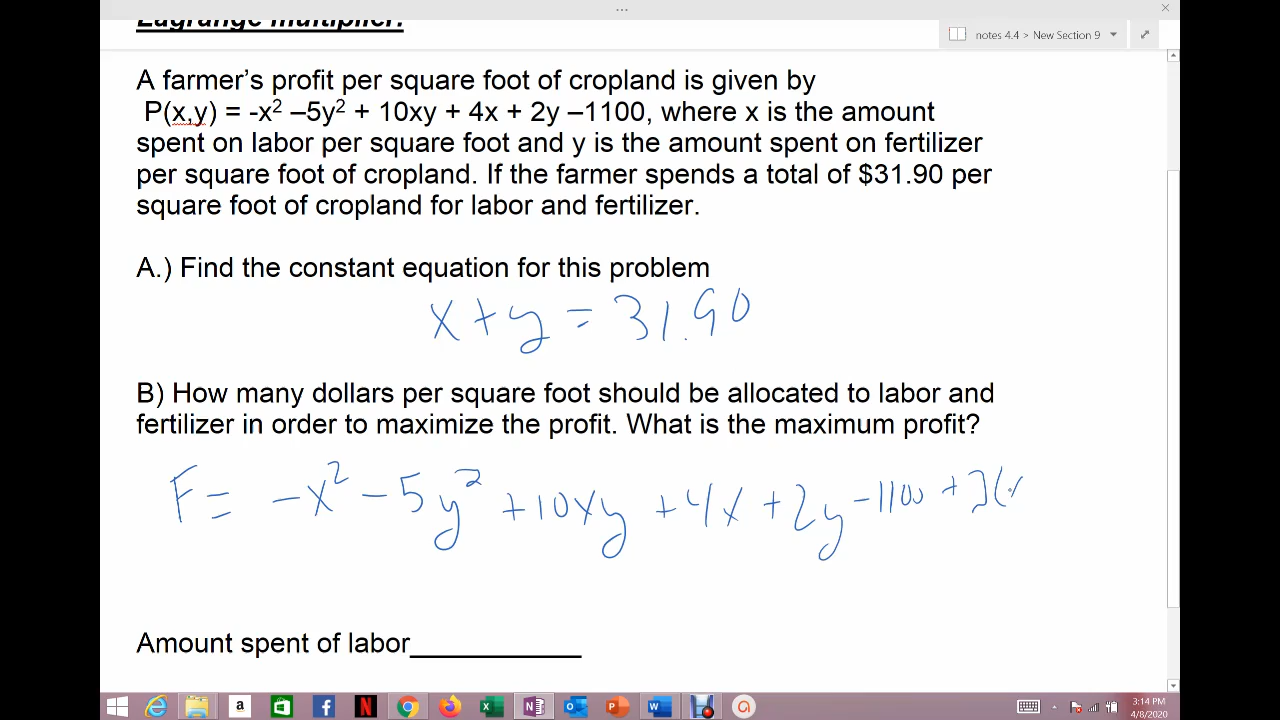 Lagrange multiplier:
notes 4.4 > New Section 9
A farmer's profit per square foot of cropland is given by
P(x,y) = -x² –5y² + 10xy + 4x + 2y –1100, where x is the amount
spent on labor per square foot and y is the amount spent on fertilizer
per square foot of cropland. If the farmer spends a total of $31.90 per
square foot of cropland for labor and fertilizer.
A.) Find the constant equation for this problem
x + y = 31.90
B) How many dollars per square foot should be allocated to labor and
fertilizer in order to maximize the profit. What is the maximum profit?
F = -x² - 5y² + 10xy + 4x + 2y - 1100 +
Amount spent of labor____________
3:14 PM
4/8/2020